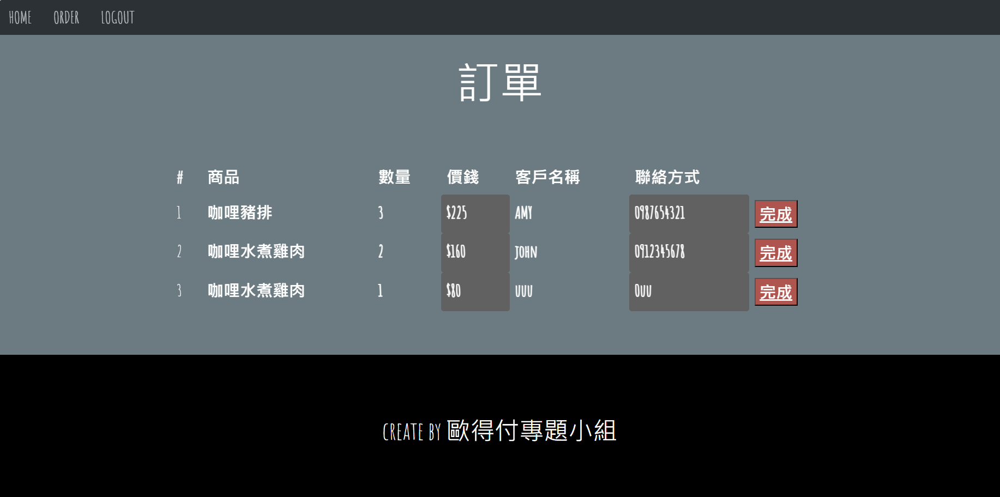 HOME ORDER LOGOUT
訂單
# 商品 數量 價錢 客戶名稱 聯絡方式
1 咖哩豬排 3 $225 AMY 0987654321 完成
2 咖哩水煮雞肉 2 $160 JOHN 0912345678 完成
3 咖哩水煮雞肉 1 $80 UUU 0UU 完成
CREATE BY 歐得付專題小組